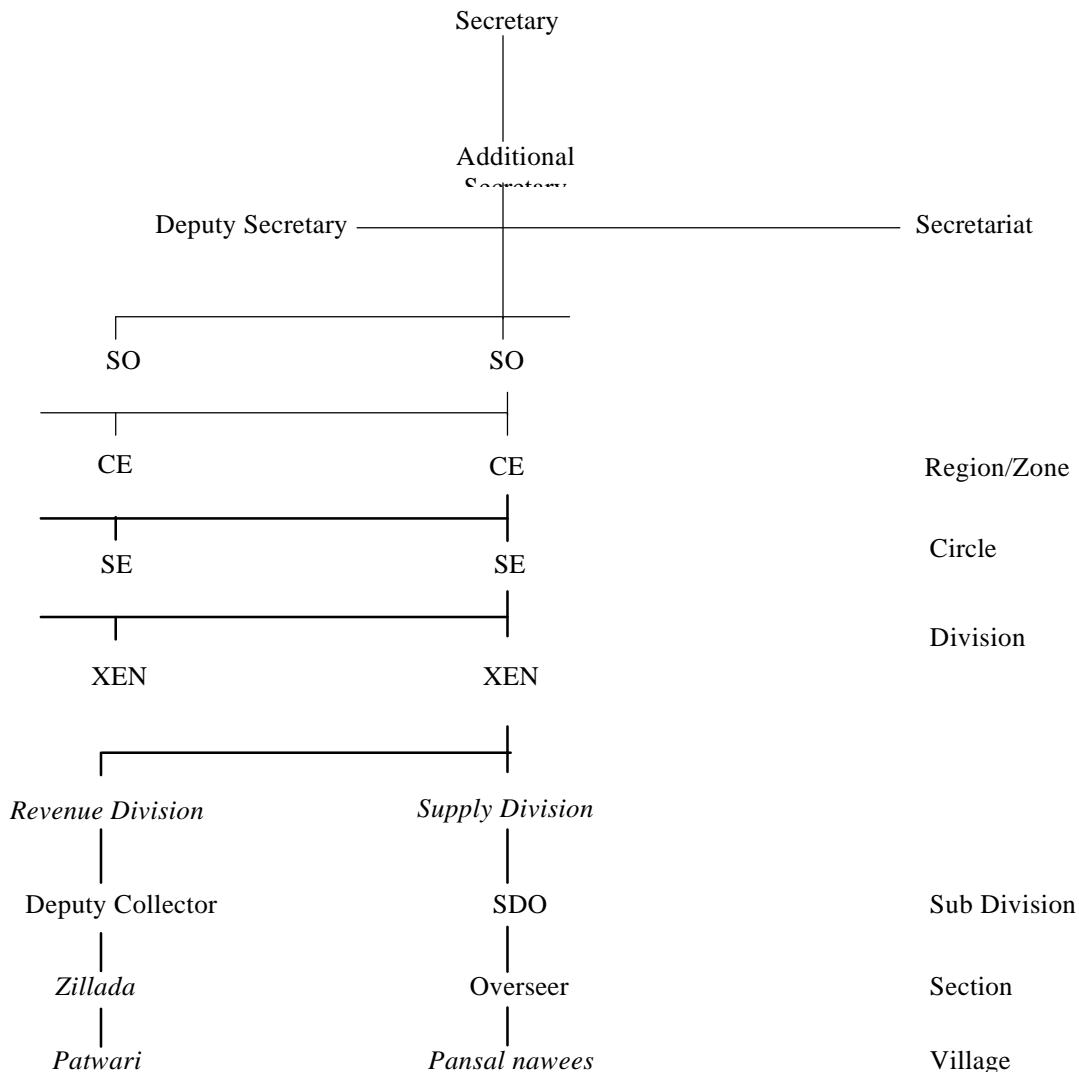 Secretary
Additional
Secretary
Deputy Secretary Secretariat
SO SO
CE CE Region/Zone
SE SE Circle
Division
XEN XEN
Revenue Division Supply Division
Deputy Collector SDO Sub Division
Zillada Overseer Section
Patwari Pansal nawees Village